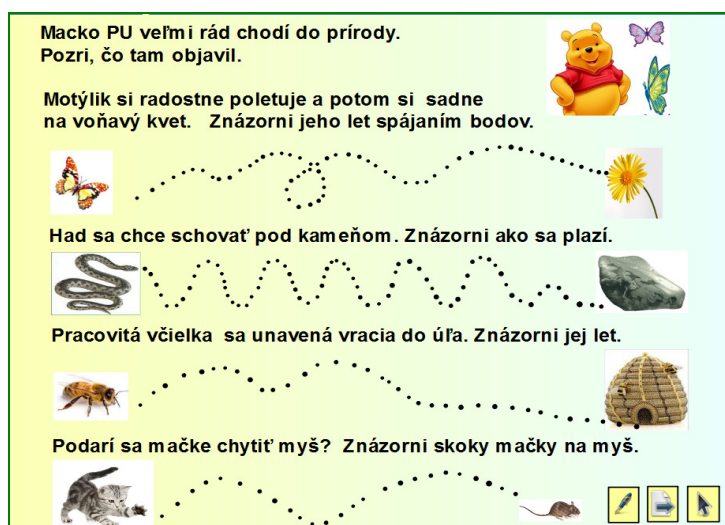 Macko PU veľmi rád chodí do prírody.
Pozri, čo tam objavil.
Motýlik si radostne poletuje a potom si sadne
na voňavý kvet. Znázorni jeho let spájaním bodov.
Had sa chce schovať pod kameňom. Znázorni ako sa plazí.
Pracovitá včielka sa unavená vracia do úľa. Znázorni jej let.
Podarí sa mačke chytiť myš? Znázorni skoky mačky na myš.